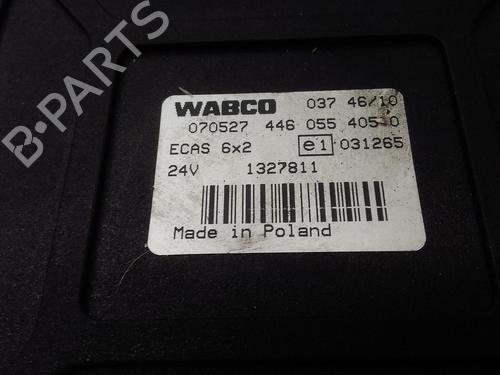 B-PARTS
WABCO 037 46/10
070527 446 055 405 0
ECAS 6x2 e1 031265
24V 1327811
Made in Poland